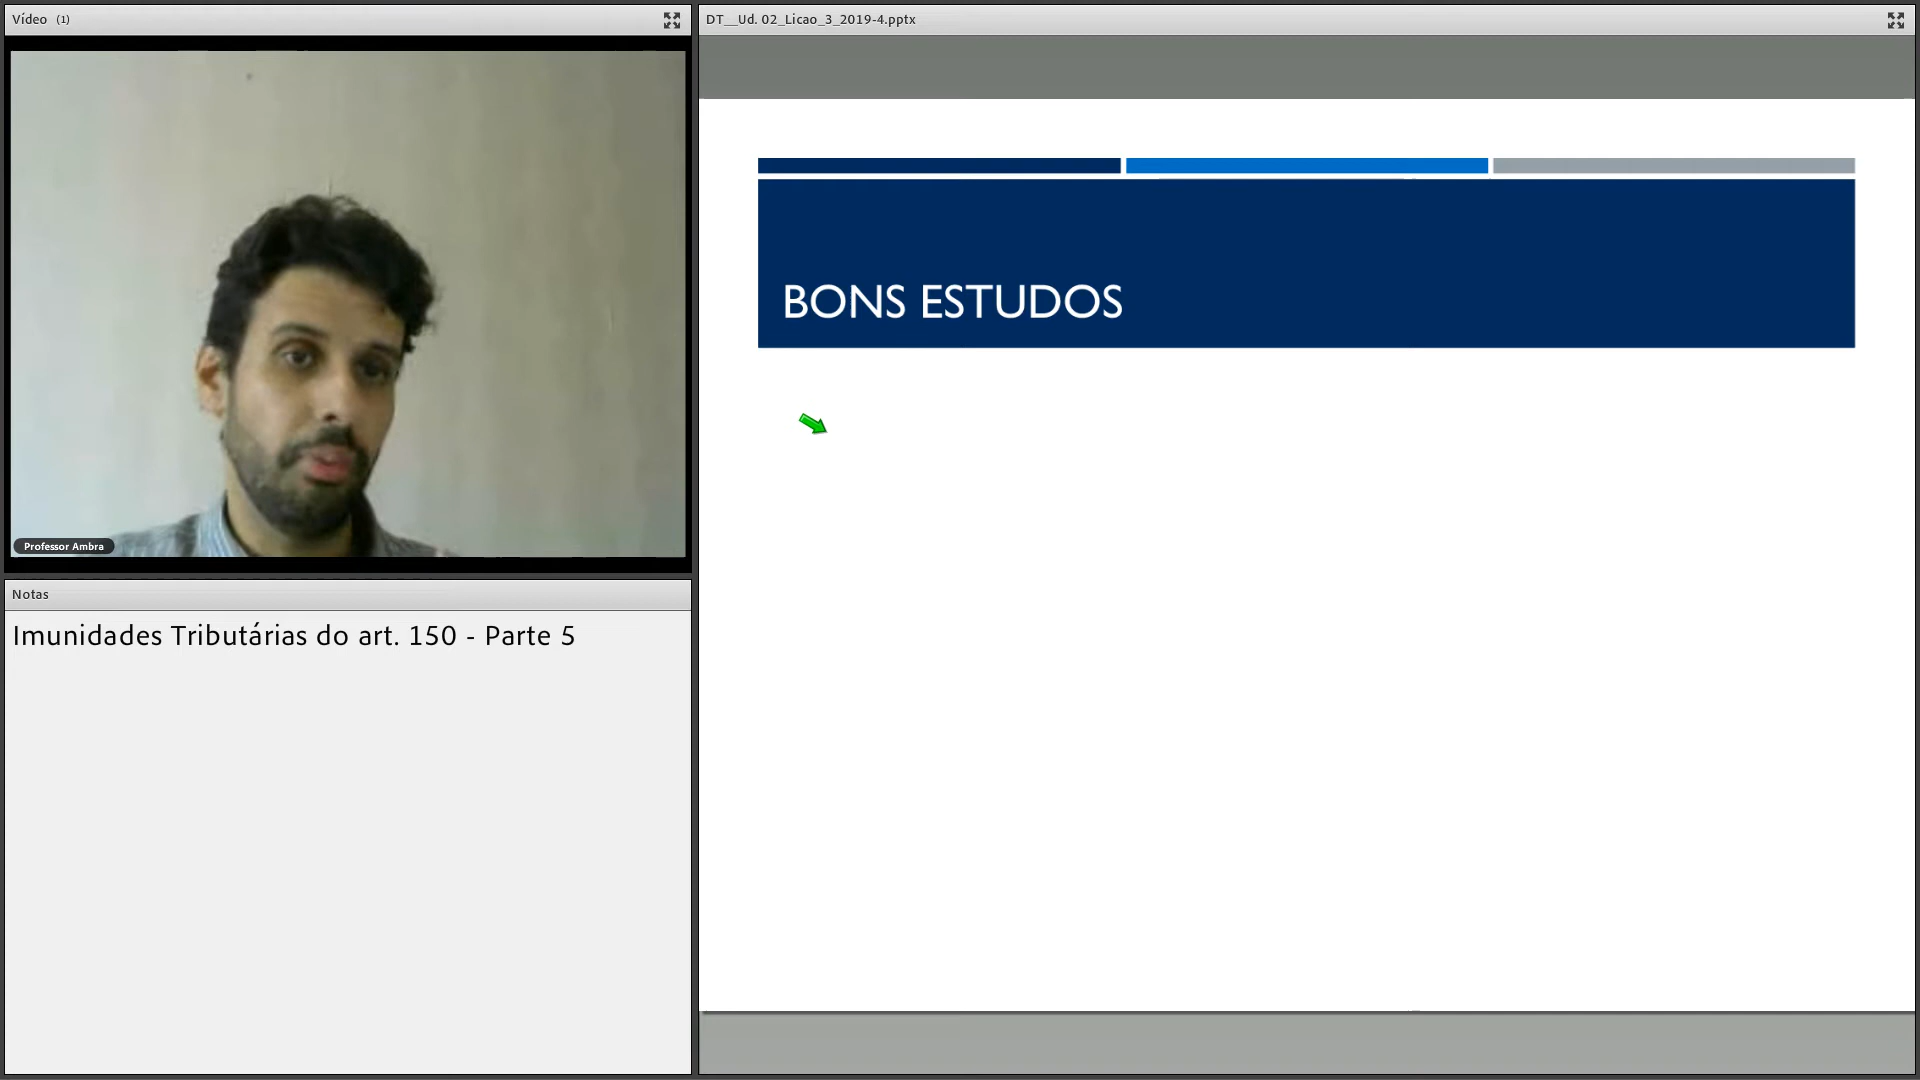 Vídeo (1)
DT__Ud. 02_Licao_3_2019-4.pptx
BONS ESTUDOS
Professor Ambra
Notas
Imunidades Tributárias do art. 150 - Parte 5